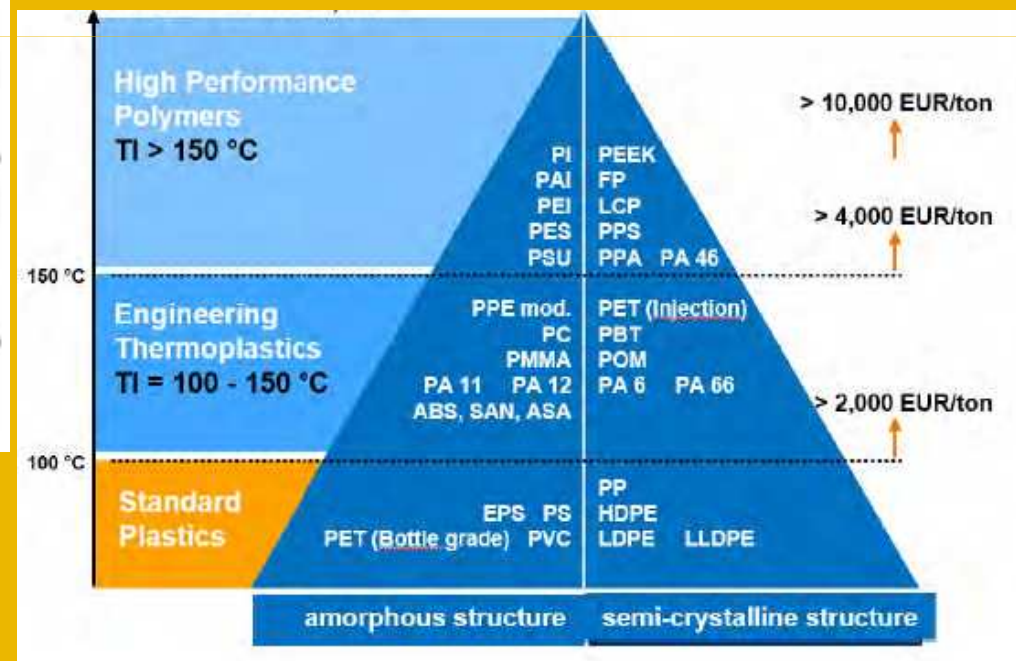 High Performance
Polymers
TI > 150 °C
> 10,000 EUR/ton
PI PEEK
PAI FP
PEI LCP
> 4,000 EUR/ton
PES PPS
PSU PPA PA 46
150 °C
Engineering
Thermoplastics
TI = 100 - 150 °C
PPE mod. PET (Injection)
PC PBT
PMMA POM
PA 11 PA 12 PA 6 PA 66
ABS, SAN, ASA
> 2,000 EUR/ton
100 °C
Standard
Plastics
PP
EPS PS HDPE
PET (Bottle grade) PVC LDPE LLDPE
amorphous structure semi-crystalline structure